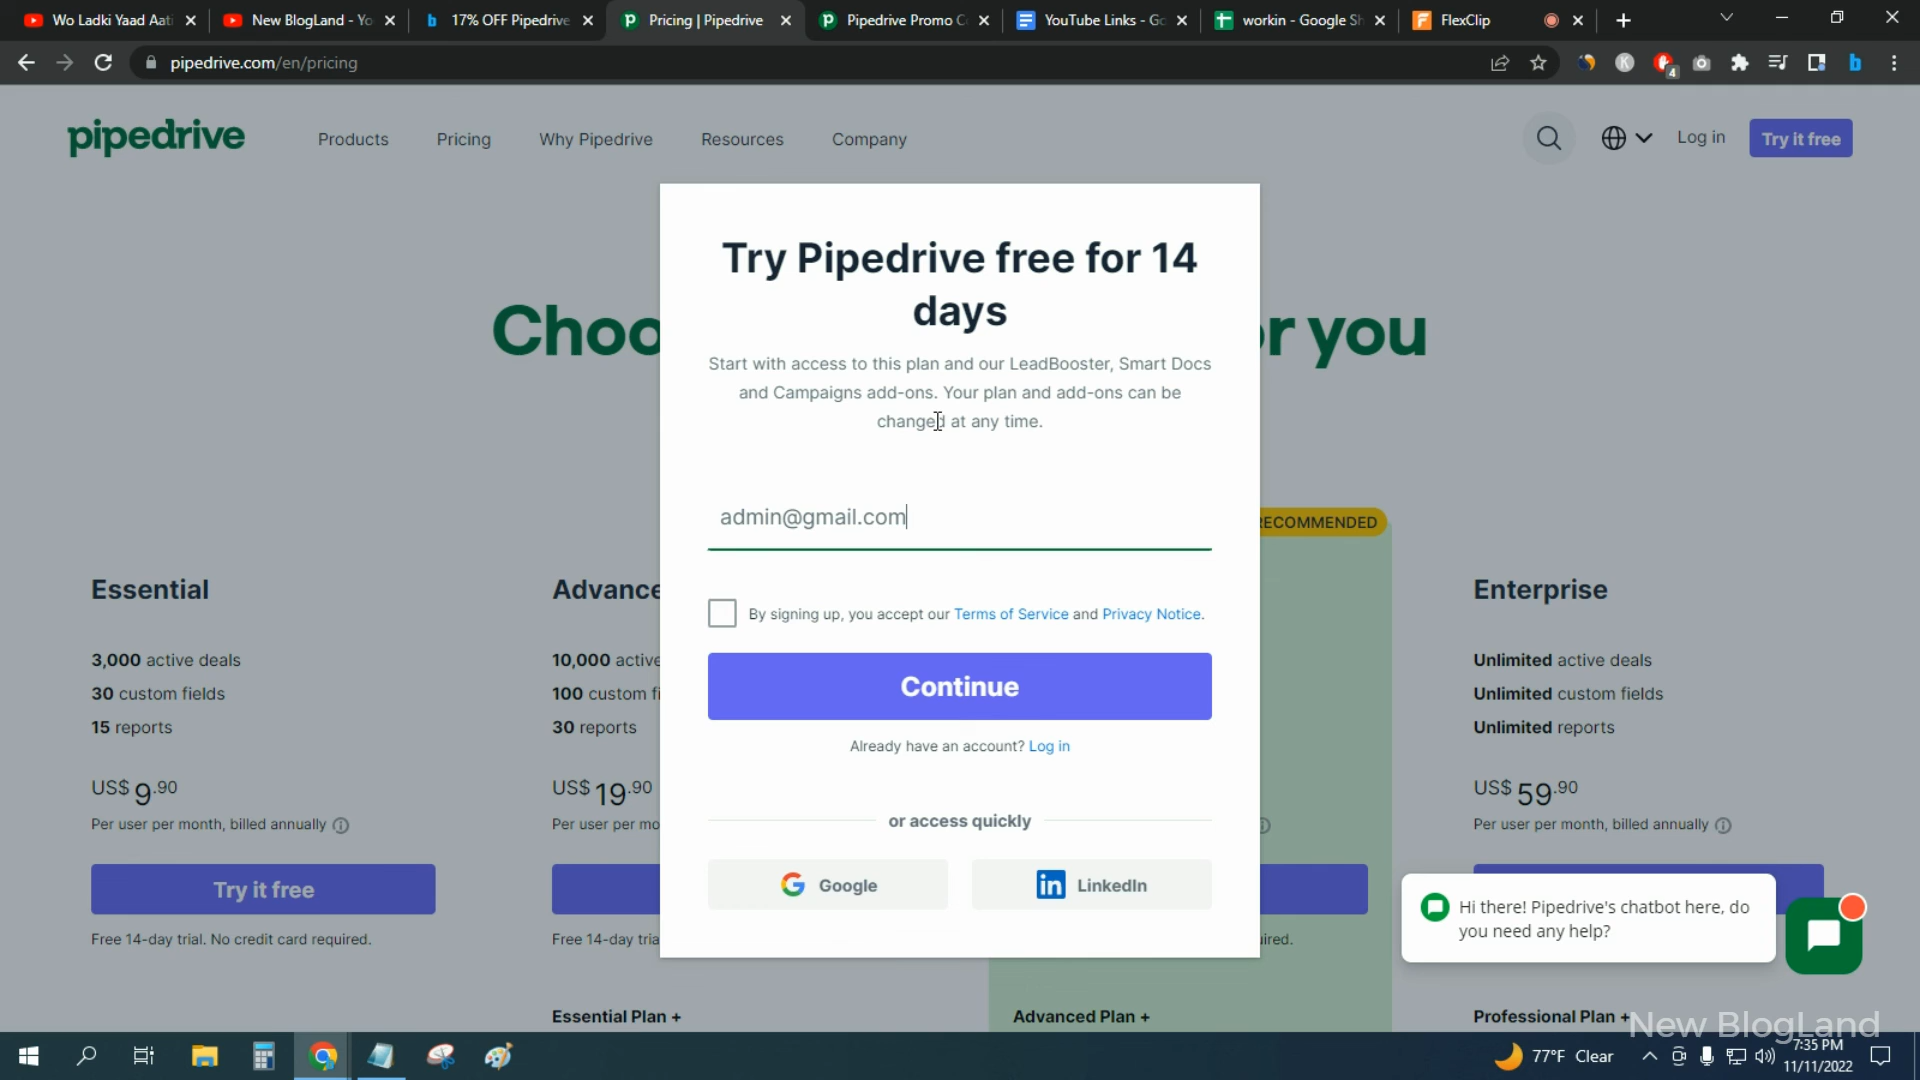 Wo Ladki Yaad Aati
New BlogLand - Yo
17% OFF Pipedrive
Pricing | Pipedrive
Pipedrive Promo C
YouTube Links - Go
workin - Google Sh
FlexClip
pipedrive.com/en/pricing
4
pipedrive
Products
Pricing
Why Pipedrive
Resources
Company
Log in
Try it free
Choo
or you
Try Pipedrive free for 14
days
Start with access to this plan and our LeadBooster, Smart Docs
and Campaigns add-ons. Your plan and add-ons can be
changed at any time.
admin@gmail.com
By signing up, you accept our Terms of Service and Privacy Notice.
Continue
Already have an account? Log in
or access quickly
Google
LinkedIn
RECOMMENDED
Essential
3,000 active deals
30 custom fields
15 reports
US$ 9.90
Per user per month, billed annually
Try it free
Free 14-day trial. No credit card required.
Advance
10,000 active
100 custom fi
30 reports
US$ 19.90
Per user per mo
Free 14-day tria
Essential Plan +
uired.
Advanced Plan +
Enterprise
Unlimited active deals
Unlimited custom fields
Unlimited reports
US$ 59.90
Per user per month, billed annually
Hi there! Pipedrive's chatbot here, do
you need any help?
Professional Plan +
New BlogLand
77°F Clear
7:35 PM
11/11/2022